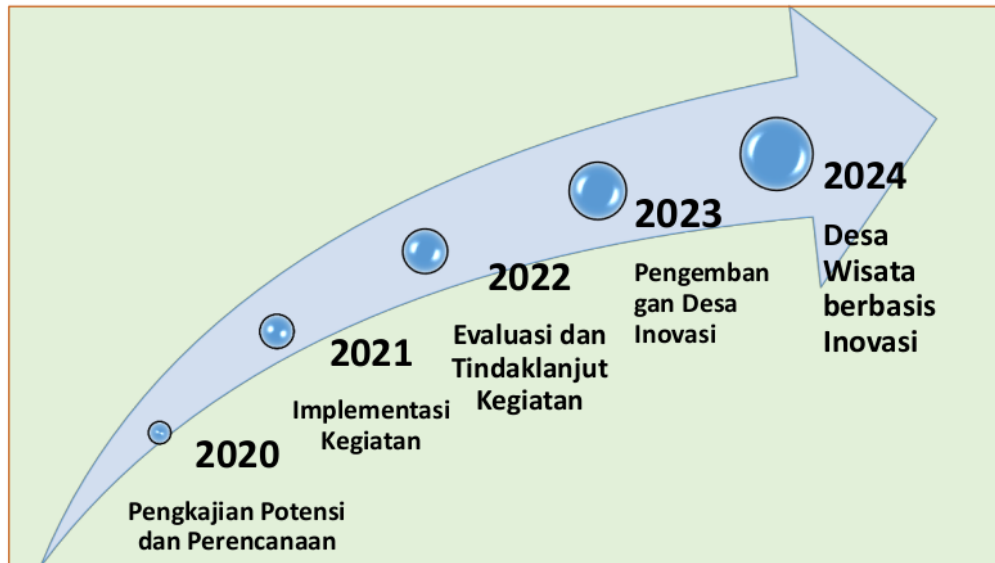 2020
Pengkajian Potensi
dan Perencanaan
2021
Implementasi
Kegiatan
2022
Evaluasi dan
Tindaklanjut
Kegiatan
2023
Pengemban
gan Desa
Inovasi
2024
Desa
Wisata
berbasis
Inovasi